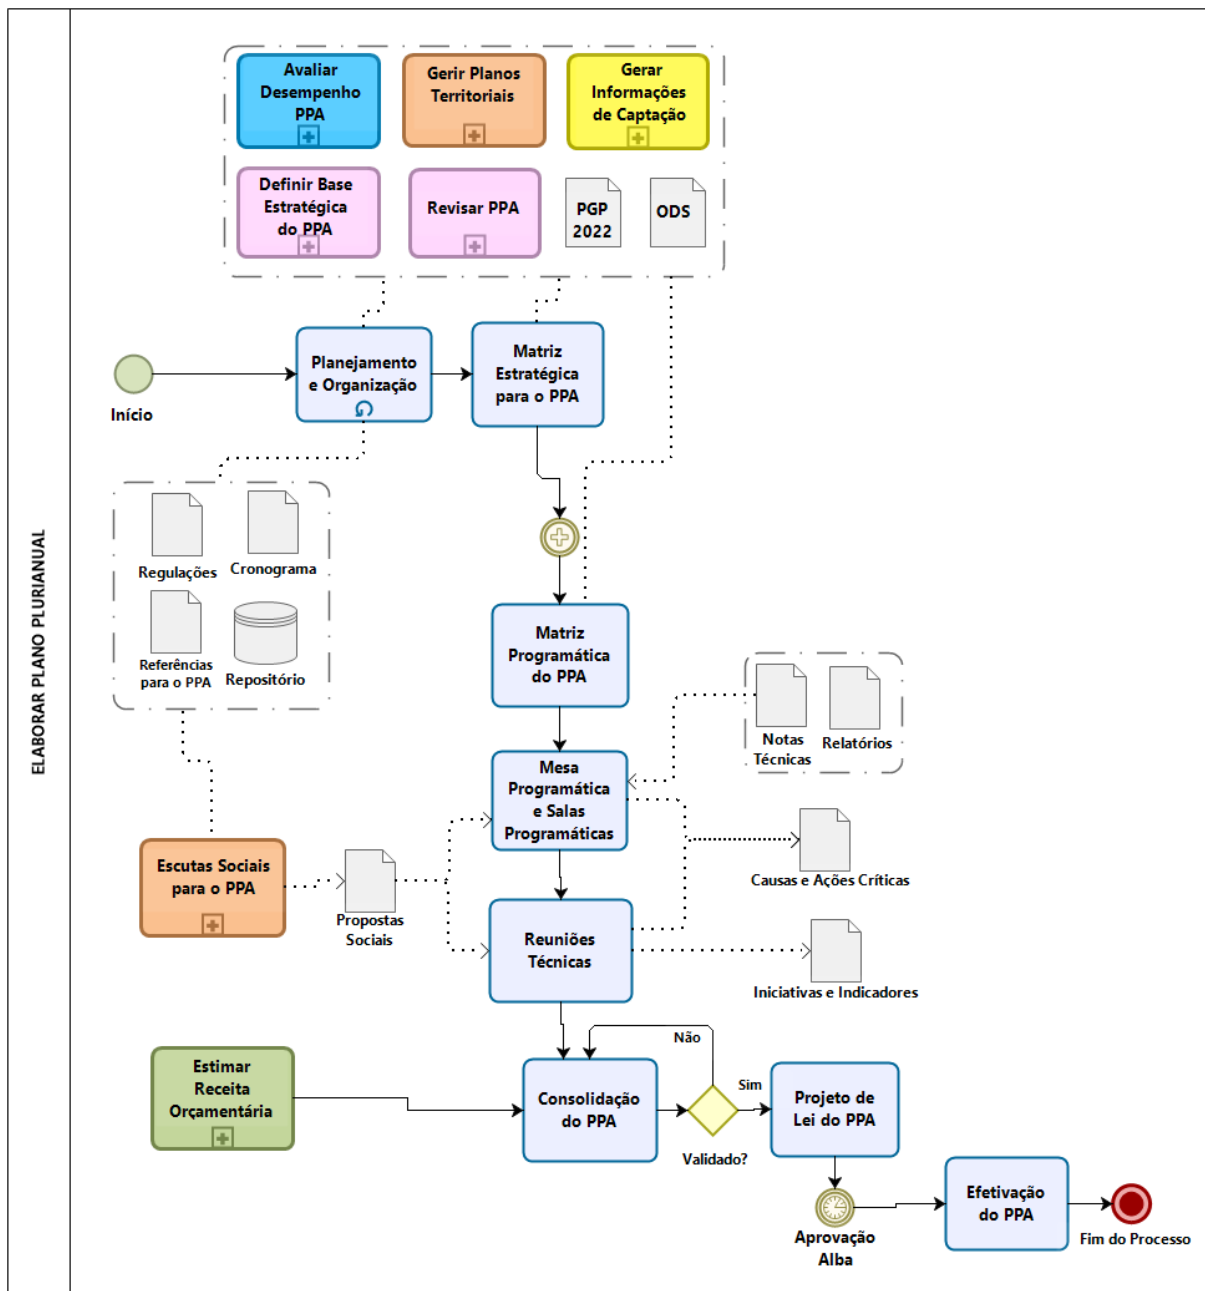 ELABORAR PLANO PLURIANUAL
Avaliar
Desempenho
PPA
Gerir Planos
Territoriais
Gerar
Informações
de Captação
Definir Base
Estratégica
do PPA
Revisar PPA
PGP
2022
ODS
Início
Planejamento
e Organização
Matriz
Estratégica
para o PPA
Regulações
Cronograma
Referências
para o PPA
Repositório
Matriz
Programática
do PPA
Mesa
Programática
e Salas
Programáticas
Notas
Técnicas
Relatórios
Causas e Ações Críticas
Escutas Sociais
para o PPA
Propostas
Sociais
Reuniões
Técnicas
Iniciativas e Indicadores
Estimar
Receita
Orçamentária
Consolidação
do PPA
Não
Sim
Validado?
Projeto de
Lei do PPA
Aprovação
Alba
Efetivação
do PPA
Fim do Processo